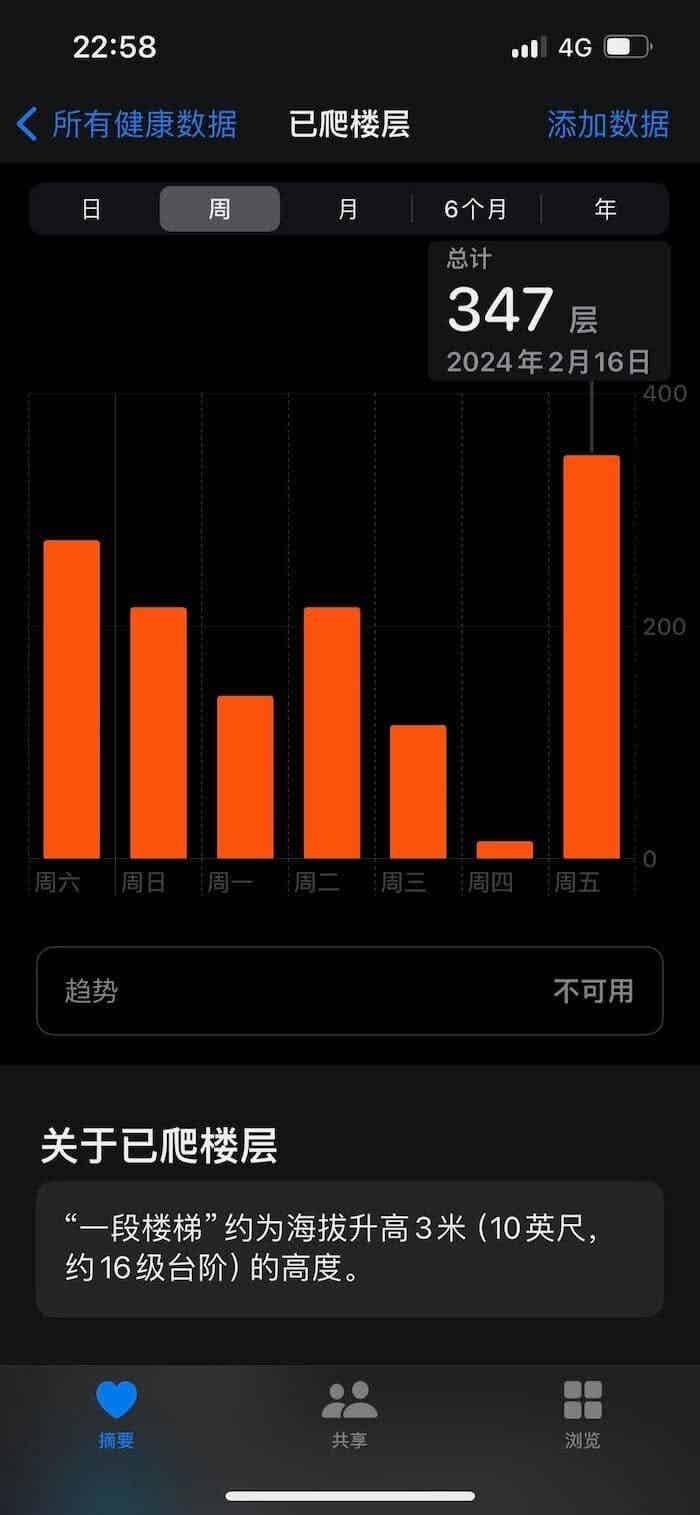 22:58
4G
所有健康数据 已爬楼层 添加数据
日 周 月 6个月 年
总计
347 层
2024年2月16日
400
200
0
周六 周日 周一 周二 周三 周四 周五
趋势 不可用
关于已爬楼层
“一段楼梯”约为海拔升高3米（10英尺，
约16级台阶）的高度。
摘要 共享 浏览